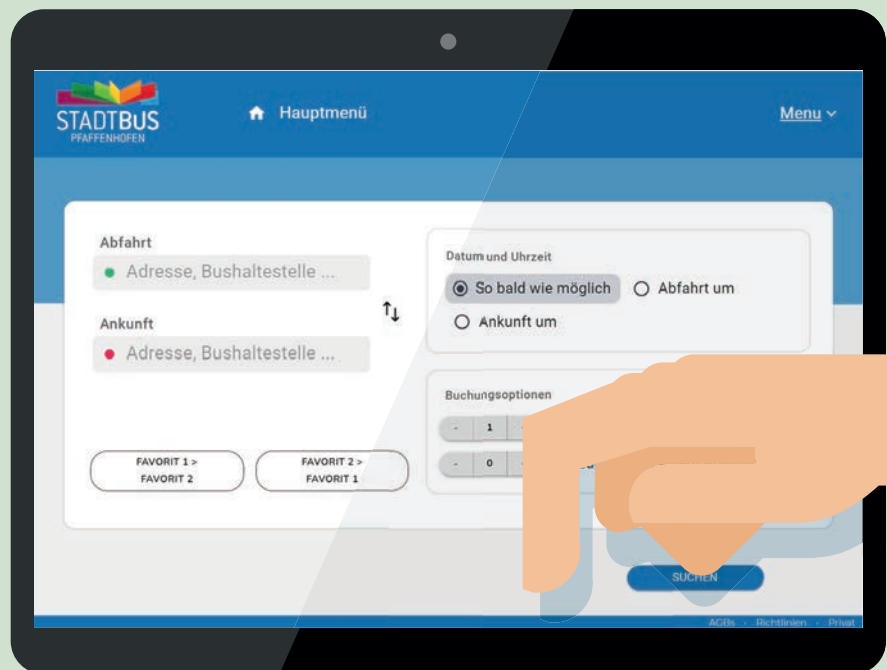 STADTBUS
PFAFFENHOFEN
Hauptmenü
Menu
Abfahrt
Adresse, Bushaltestelle ...
Ankunft
Adresse, Bushaltestelle ...
FAVORIT 1 >
FAVORIT 2
FAVORIT 2 >
FAVORIT 1
Datum und Uhrzeit
So bald wie möglich
Abfahrt um
Ankunft um
Buchungsoptionen
- 1
- 0
SUCHEN
AGBs - Richtlinien - Privat